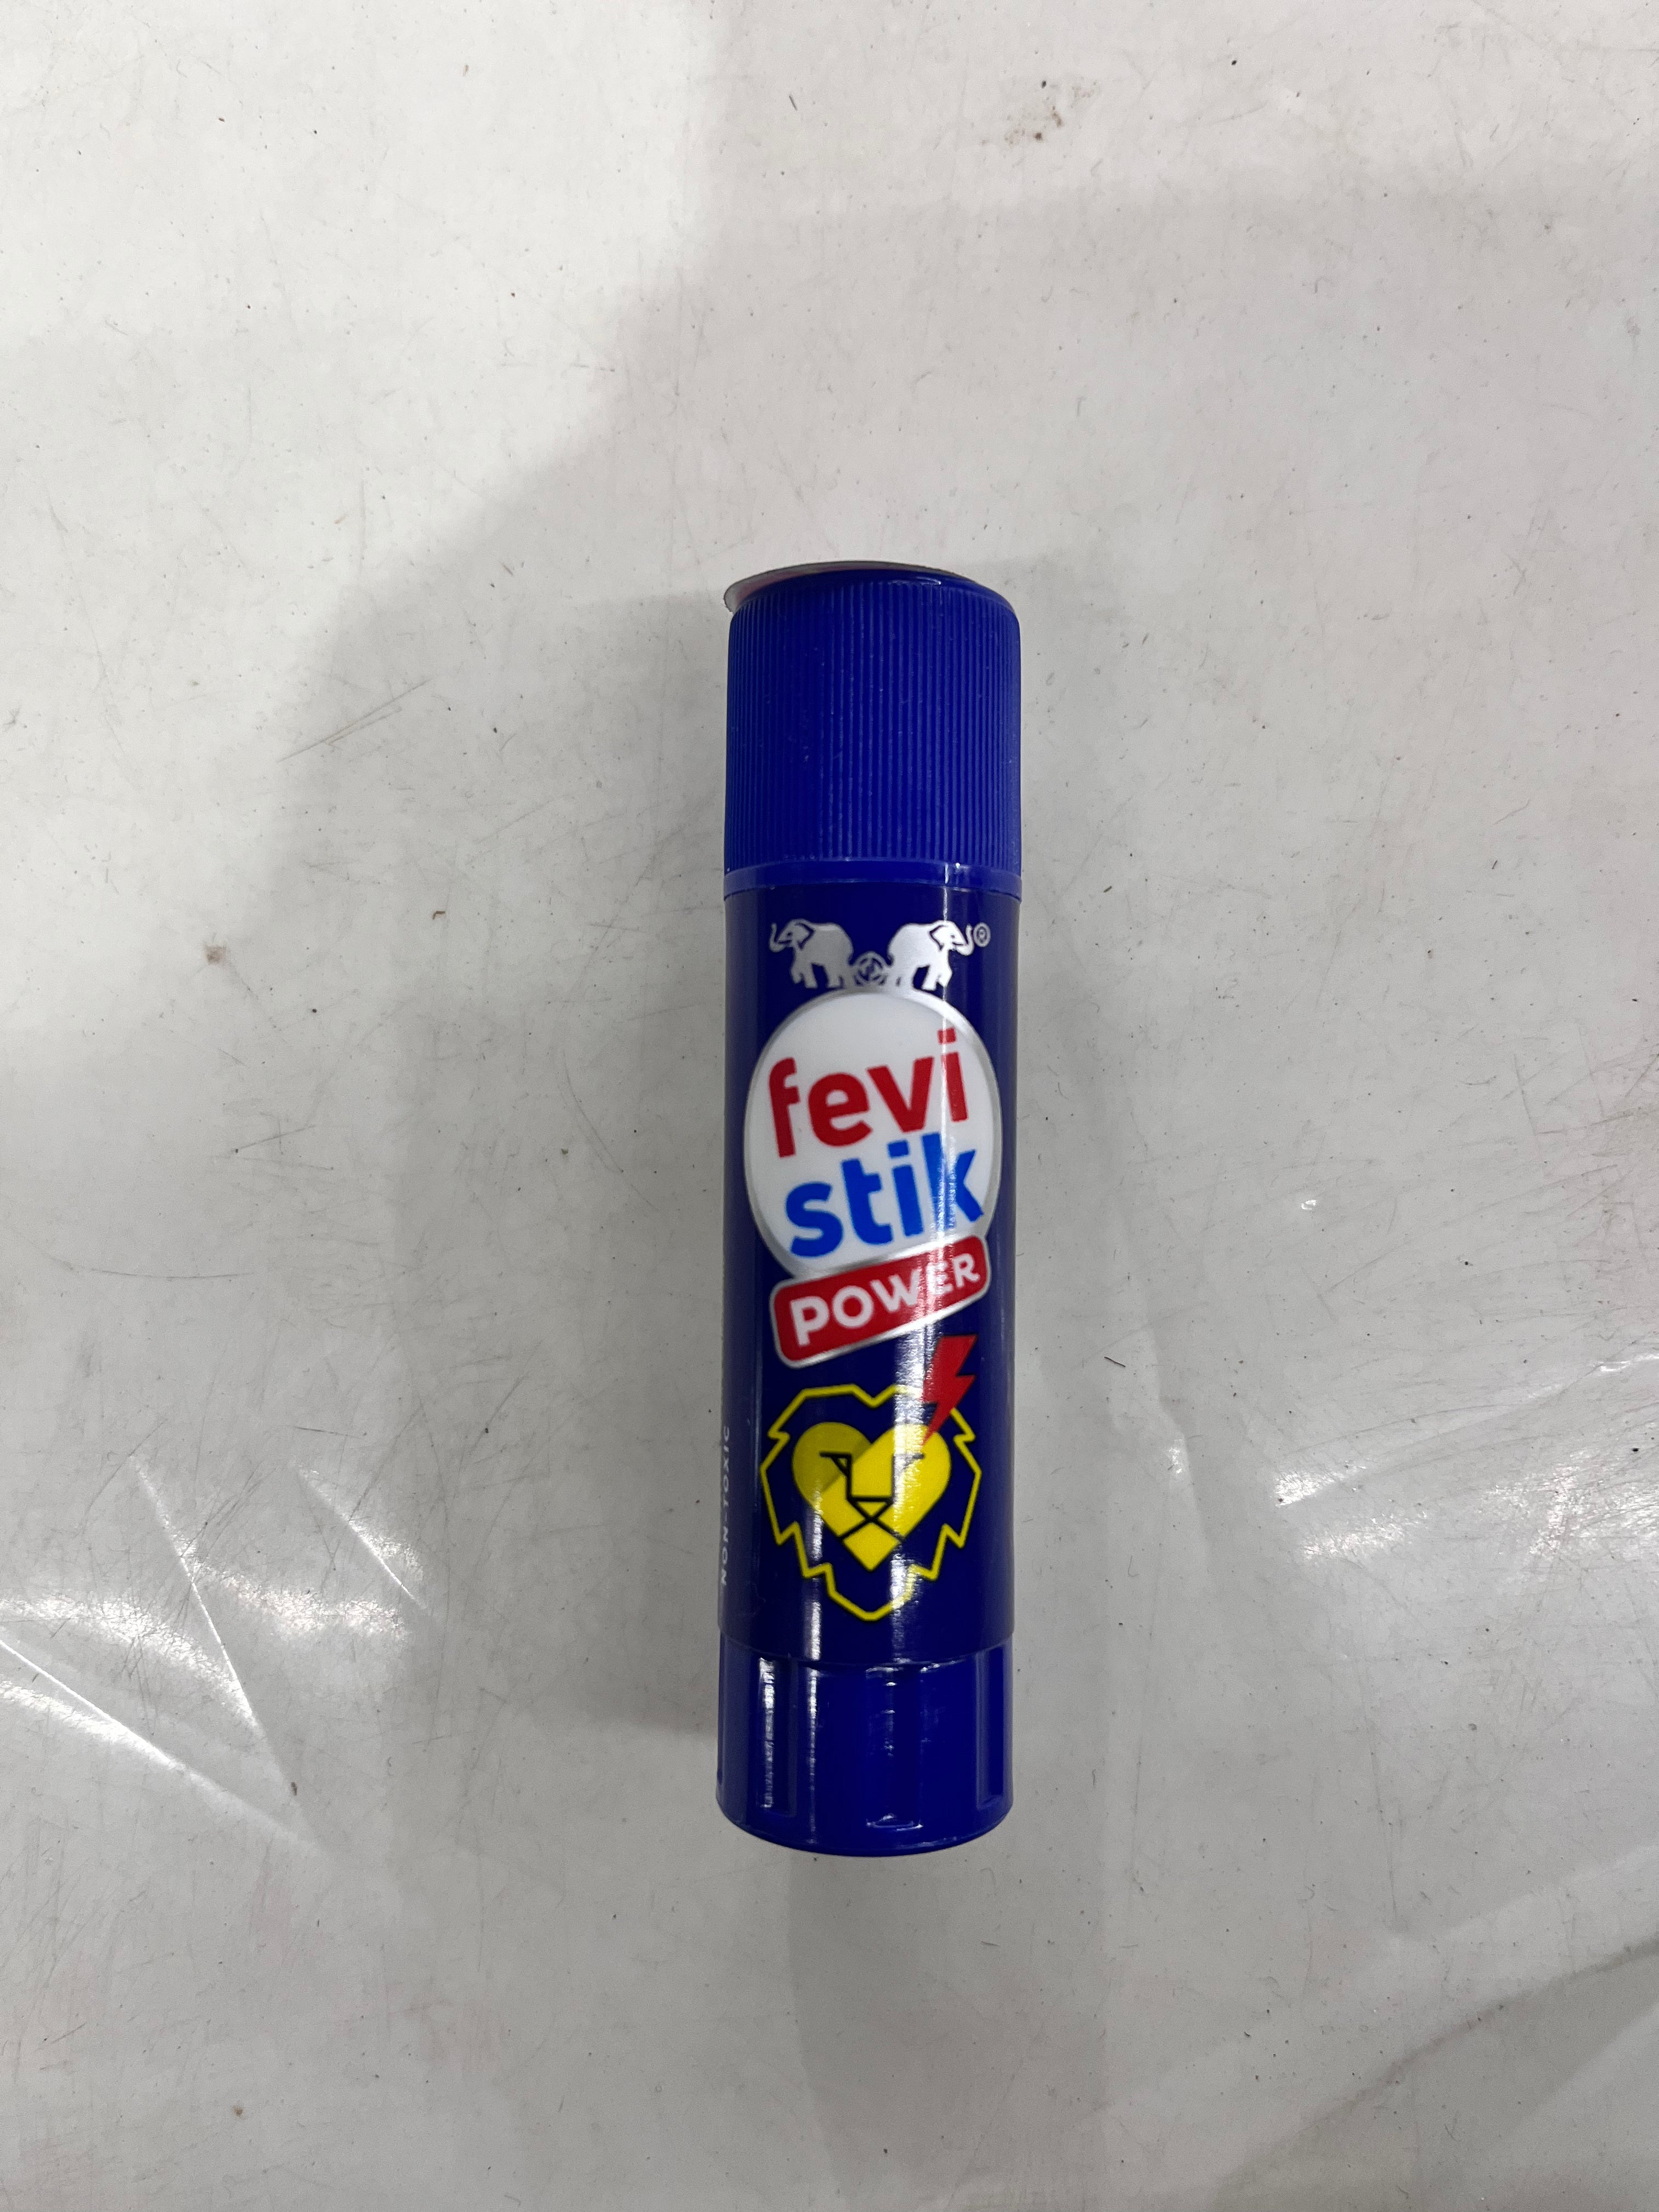 ®
fevi
stik
POWER
NON-TOXIC